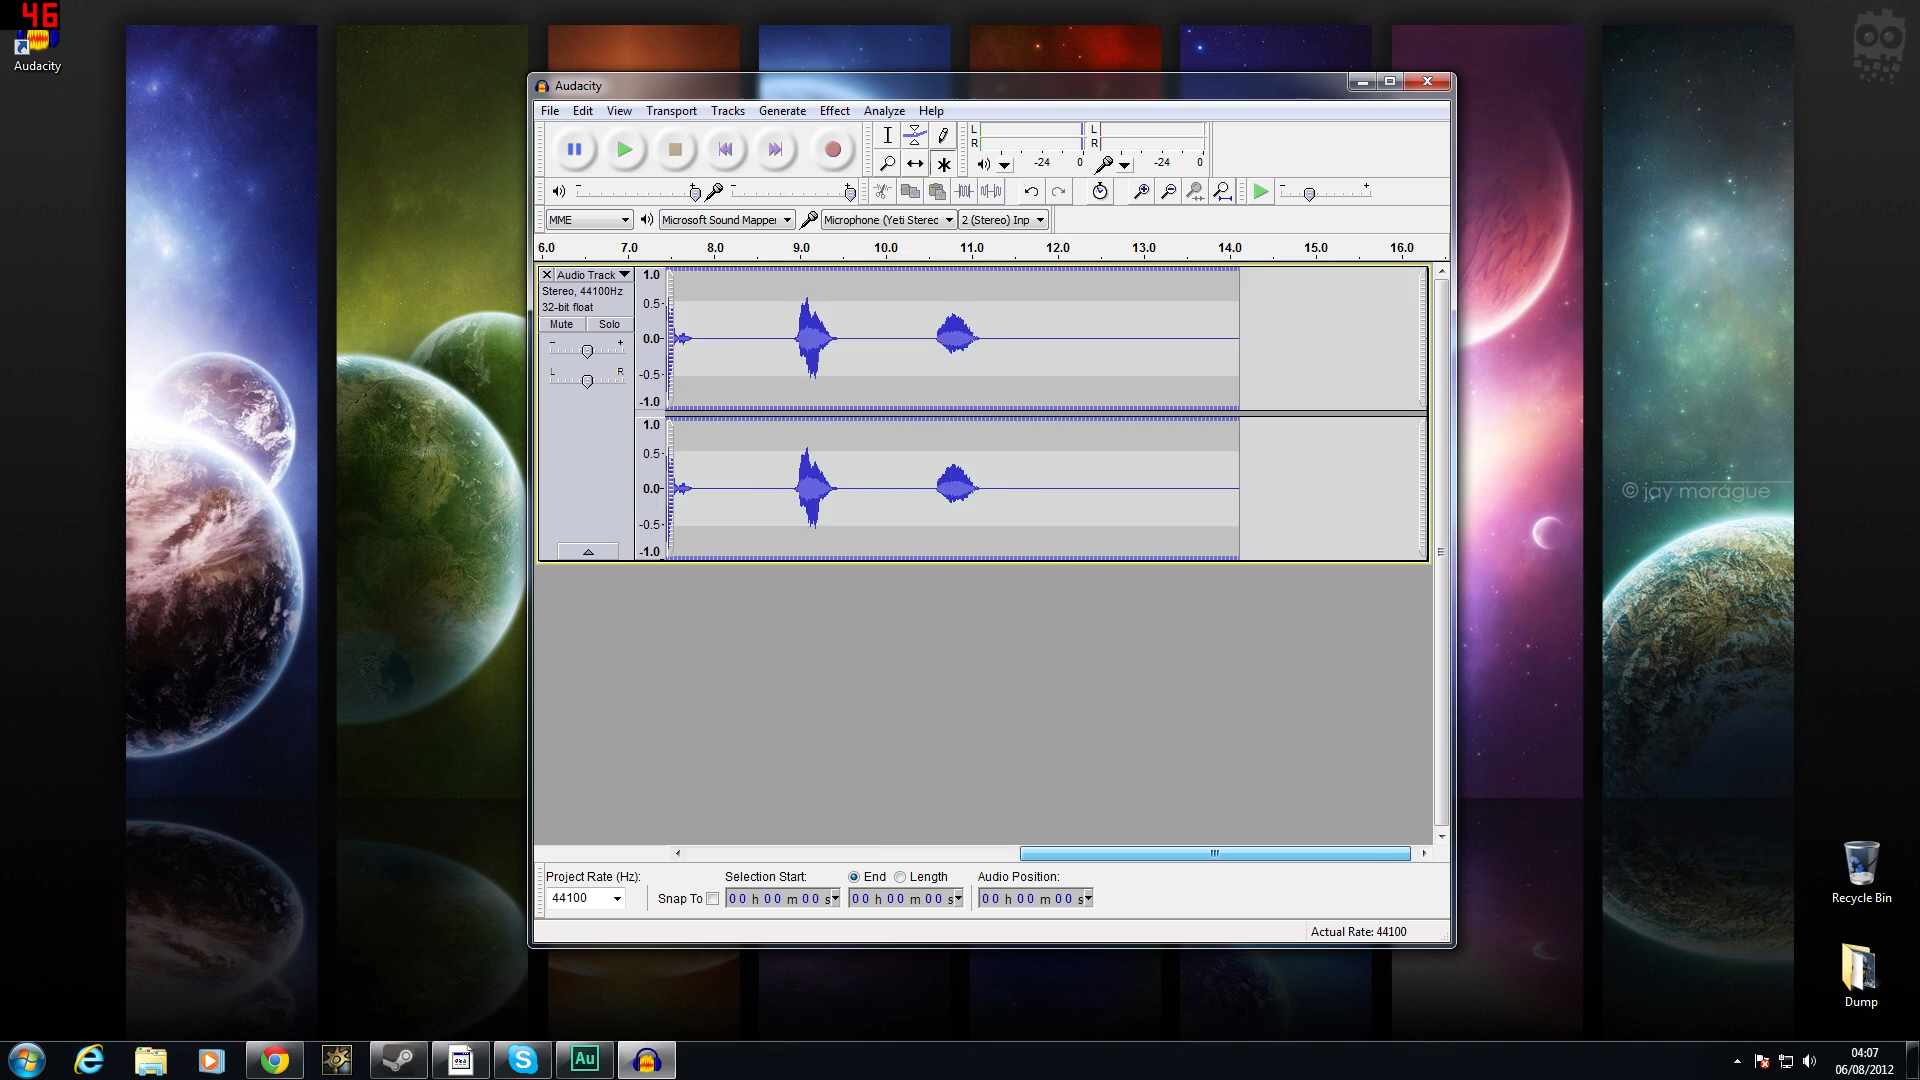 46
Audacity
Audacity
File Edit View Transport Tracks Generate Effect Analyze Help
L
R
-24 0
L
R
-24 0
MME
Microsoft Sound Mapper
Microphone (Yeti Stereo
2 (Stereo) Inp
6.0 7.0 8.0 9.0 10.0 11.0 12.0 13.0 14.0 15.0 16.0
Audio Track
Stereo, 44100Hz
32-bit float
Mute Solo
- +
L R
1.0
0.5
0.0
-0.5
-1.0
1.0
0.5
0.0
-0.5
-1.0
© jay moraque
Project Rate (Hz):
44100
Snap To
Selection Start:
00 h 00 m 00 s
End Length
00 h 00 m 00 s
Audio Position:
00 h 00 m 00 s
Actual Rate: 44100
Recycle Bin
Dump
Au
04:07
06/08/2012